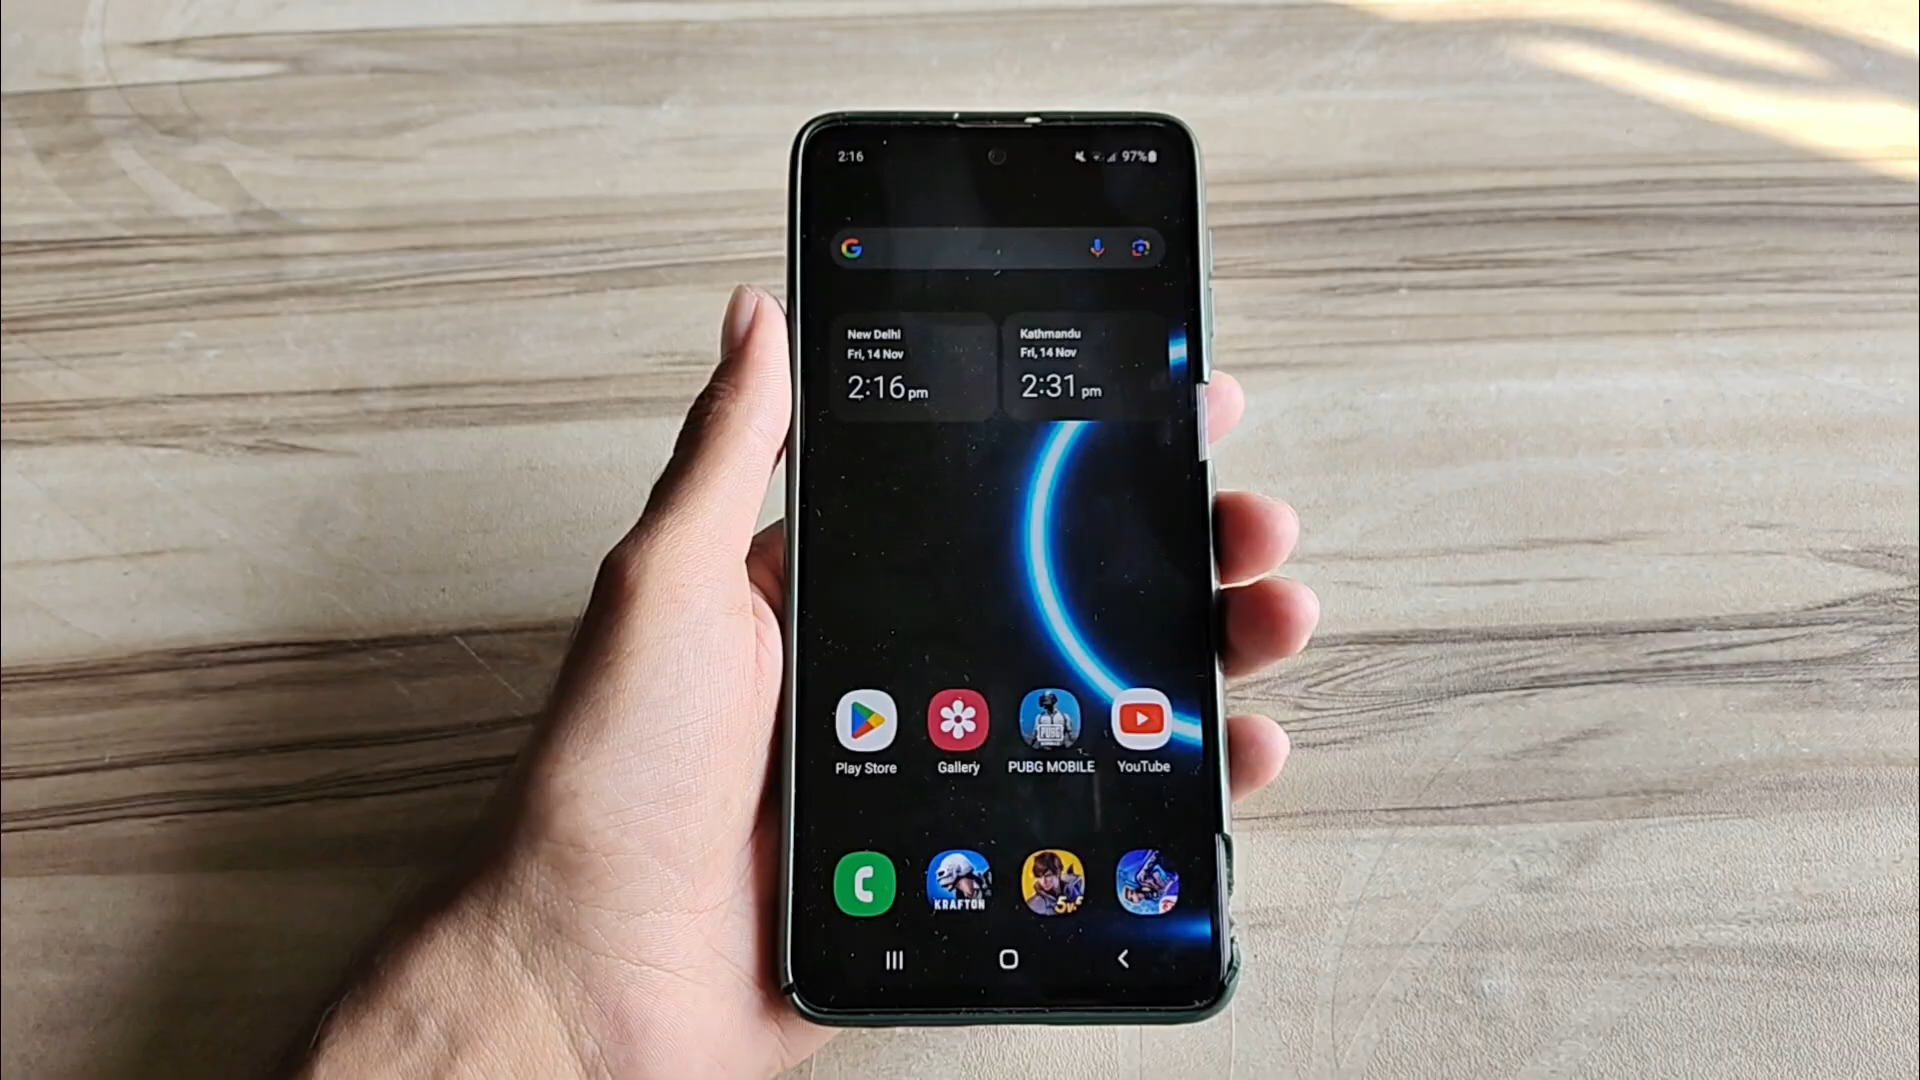 2:16
97%
New Delhi
Fri, 14 Nov
2:16 pm
Kathmandu
Fri, 14 Nov
2:31 pm
Play Store
Gallery
PUBG MOBILE
YouTube
KRAFTON
5v5